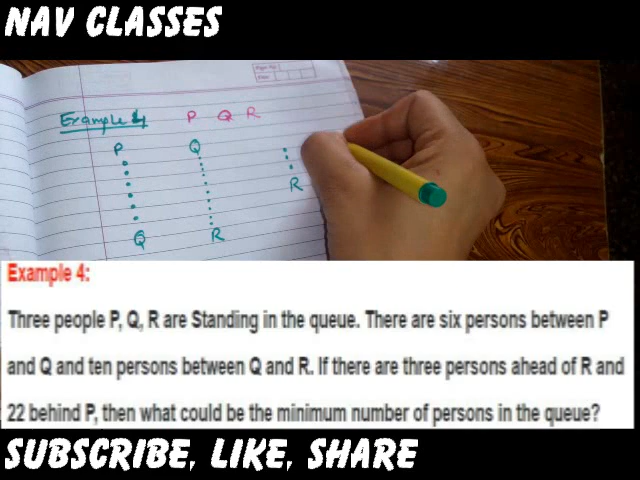 NAV CLASSES
Example 4 P Q R
P Q
R
Q R
Example 4:
Three people P, Q, R are Standing in the queue. There are six persons between P
and Q and ten persons between Q and R. If there are three persons ahead of R and
22 behind P, then what could be the minimum number of persons in the queue?
SUBSCRIBE, LIKE, SHARE